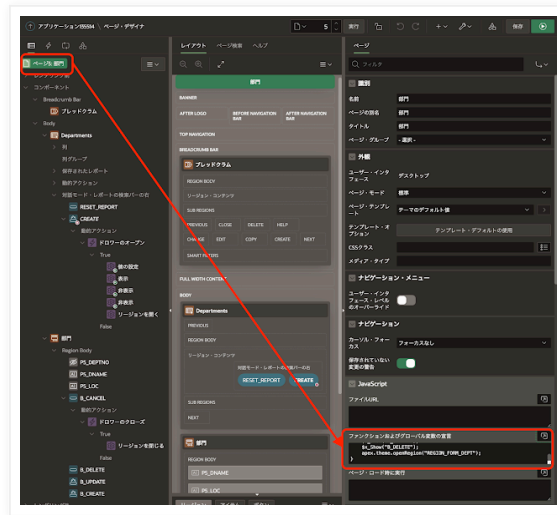 アプリケーション155584 \ ページ・デザイナ
5
実行
保存
レイアウト ページ検索 ヘルプ
ページ
ページ5: 部門
フィルタ
コンポーネント
Breadcrumb Bar
ブレッドクラム
Body
Departments
列
列グループ
保存されたレポート
動的アクション
対話モード・レポートの検索バーの右
RESET_REPORT
CREATE
動的アクション
ドロワーのオープン
True
値の設定
表示
非表示
非表示
リージョンを開く
False
部門
Region Body
P5_DEPTNO
P5_DNAME
P5_LOC
B_CANCEL
動的アクション
ドロワーのクローズ
True
リージョンを閉じる
False
B_DELETE
B_UPDATE
B_CREATE
部門
BANNER
AFTER LOGO
BEFORE NAVIGATION BAR
AFTER NAVIGATION BAR
TOP NAVIGATION
BREADCRUMB BAR
ブレッドクラム
REGION BODY
リージョン・コンテンツ
SUB REGIONS
PREVIOUS CLOSE DELETE HELP
CHANGE EDIT COPY CREATE NEXT
SMART FILTERS
FULL WIDTH CONTENT
BODY
Departments
PREVIOUS
REGION BODY
リージョン・コンテンツ
対話モード・レポートの検索バーの右
RESET_REPORT CREATE
SUB REGIONS
NEXT
部門
REGION BODY
P5_DNAME
P5_LOC
リージョン アイテム ボタン
識別
名前 部門
ページの別名 部門
タイトル 部門
ページ・グループ - 選択 -
外観
ユーザー・インタフェース デスクトップ
ページ・モード 標準
ページ・テンプレート テーマのデフォルト値
テンプレート・オプション テンプレート・デフォルトの使用
CSSクラス
メディア・タイプ
ナビゲーション・メニュー
ユーザー・インタフェース・レベルのオーバーライド
ナビゲーション
カーソル・フォーカス フォーカスなし
保存されていない変更の警告
JavaScript
ファイルURL
ファンクションおよびグローバル変数の宣言
$x_Show("B_DELETE");
apex.theme.openRegion("REGION_FORM_DEPT");
}
ページ・ロード時に実行